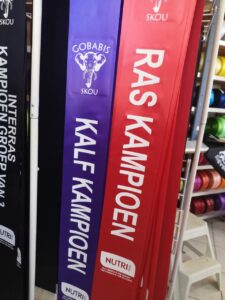 INTERRAS
KAMPIOEN GROEP VAN 3
GOBABIS
SKOU
KALF KAMPIOEN
NUTRI
SKOU
RAS KAMPIOEN
NUTRI